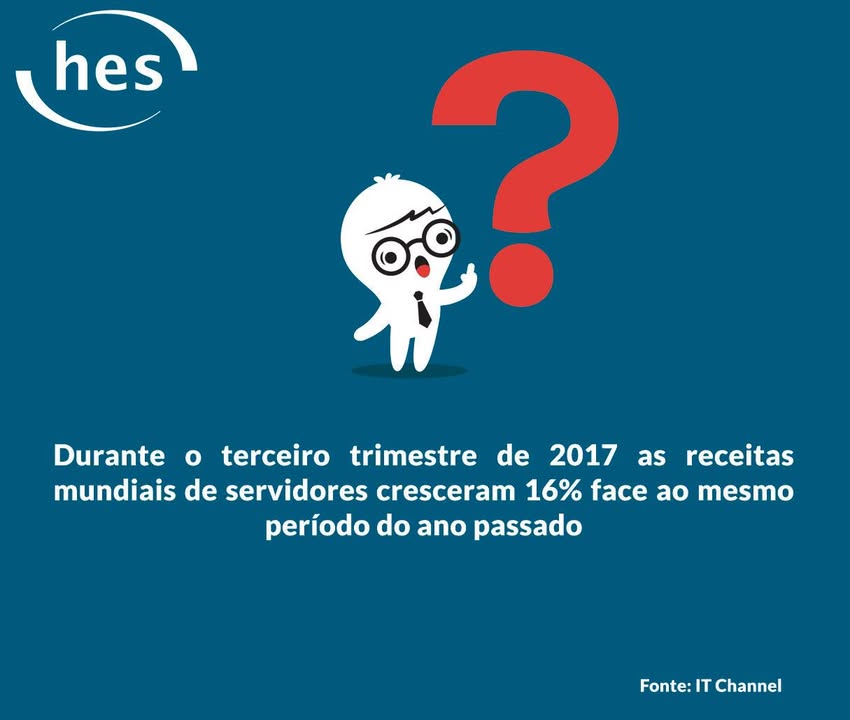 hes
Durante o terceiro trimestre de 2017 as receitas
mundiais de servidores cresceram 16% face ao mesmo
período do ano passado
Fonte: IT Channel